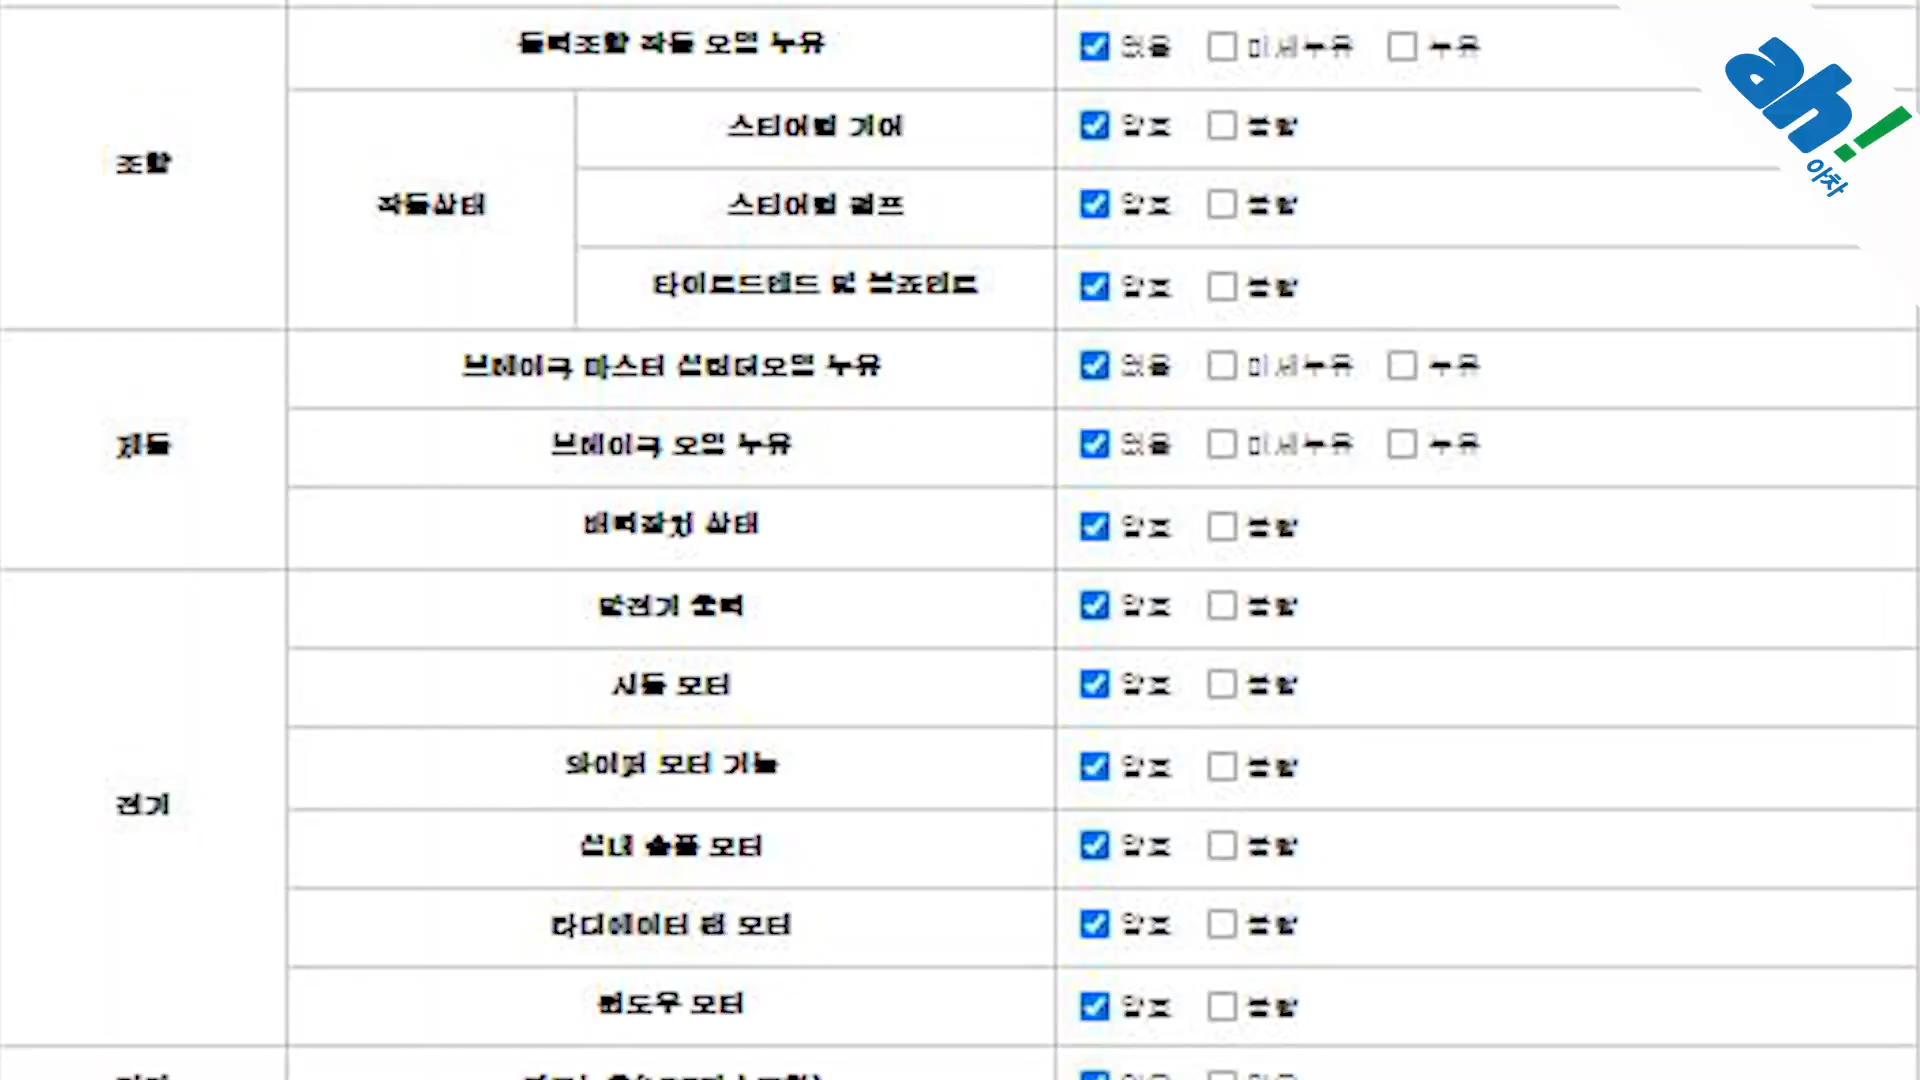 동력조향 작동 오일 누유 없음 미세누유 누유
조향
작동상태
스티어링 기어 양호 불량
스티어링 펌프 양호 불량
타이로드엔드 및 볼죠인트 양호 불량
제동
브레이크 마스터 실린더오일 누유 없음 미세누유 누유
브레이크 오일 누유 없음 미세누유 누유
배력장치 상태 양호 불량
전기
발전기 출력 양호 불량
시동 모터 양호 불량
와이퍼 모터 기능 양호 불량
실내 송풍 모터 양호 불량
라디에이터 팬 모터 양호 불량
윈도우 모터 양호 불량
ah!
아차